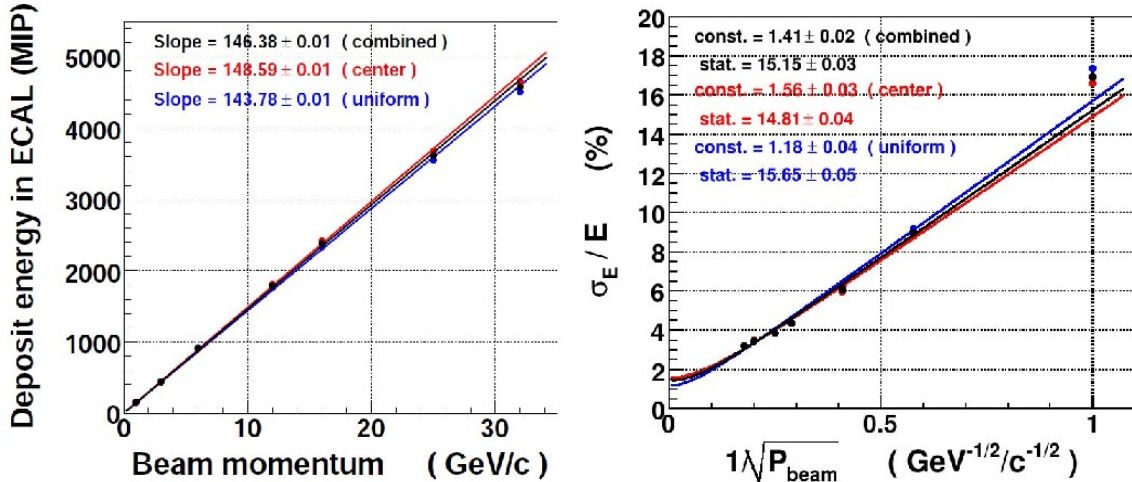 Deposit energy in ECAL (MIP)
Slope = 146.38 ± 0.01 ( combined )
Slope = 148.59 ± 0.01 ( center )
Slope = 143.78 ± 0.01 ( uniform )
5000
4000
3000
2000
1000
0
0 10 20 30
Beam momentum ( GeV/c )
σ_E / E (%)
const. = 1.41 ± 0.02 ( combined )
stat. = 15.15 ± 0.03
const. = 1.56 ± 0.03 ( center )
stat. = 14.81 ± 0.04
const. = 1.18 ± 0.04 ( uniform )
stat. = 15.65 ± 0.05
20
18
16
14
12
10
8
6
4
2
0
0 0.5 1
1/√P_beam ( GeV^-1/2/c^-1/2 )